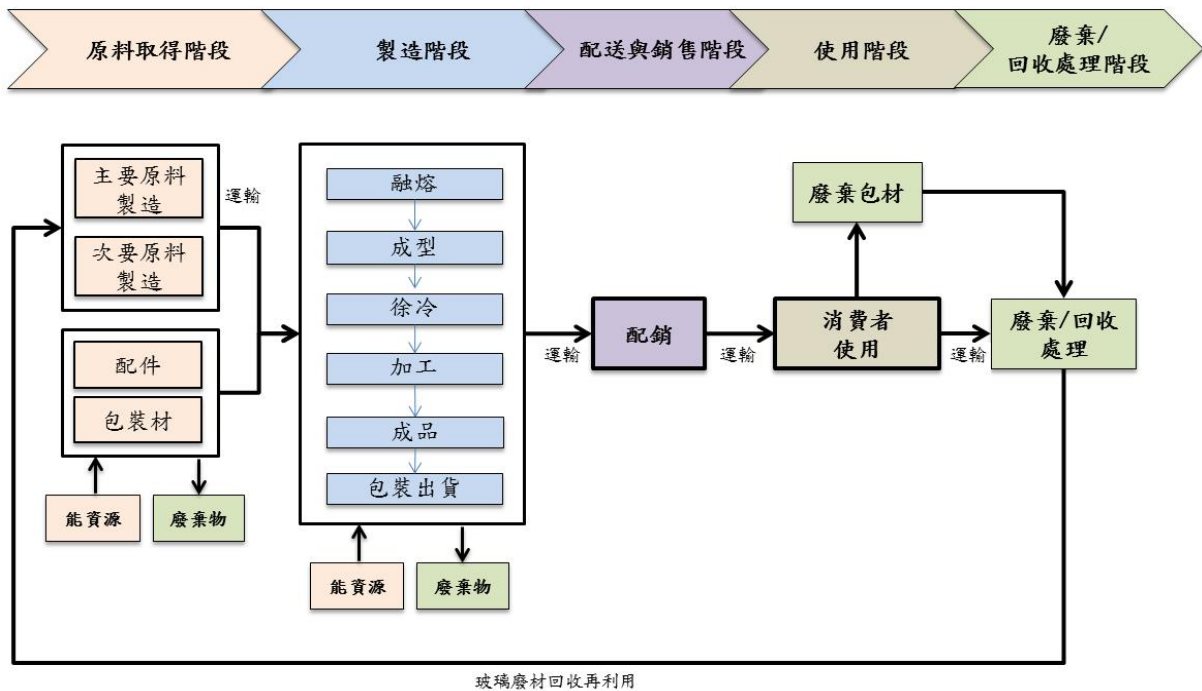 原料取得階段
製造階段
配送與銷售階段
使用階段
廢棄/
回收處理階段
主要原料
製造
次要原料
製造
運輸
配件
包裝材
能資源
廢棄物
融熔
成型
徐冷
加工
成品
包裝出貨
能資源
廢棄物
運輸
配銷
運輸
廢棄包材
消費者
使用
運輸
廢棄/回收
處理
玻璃廢材回收再利用